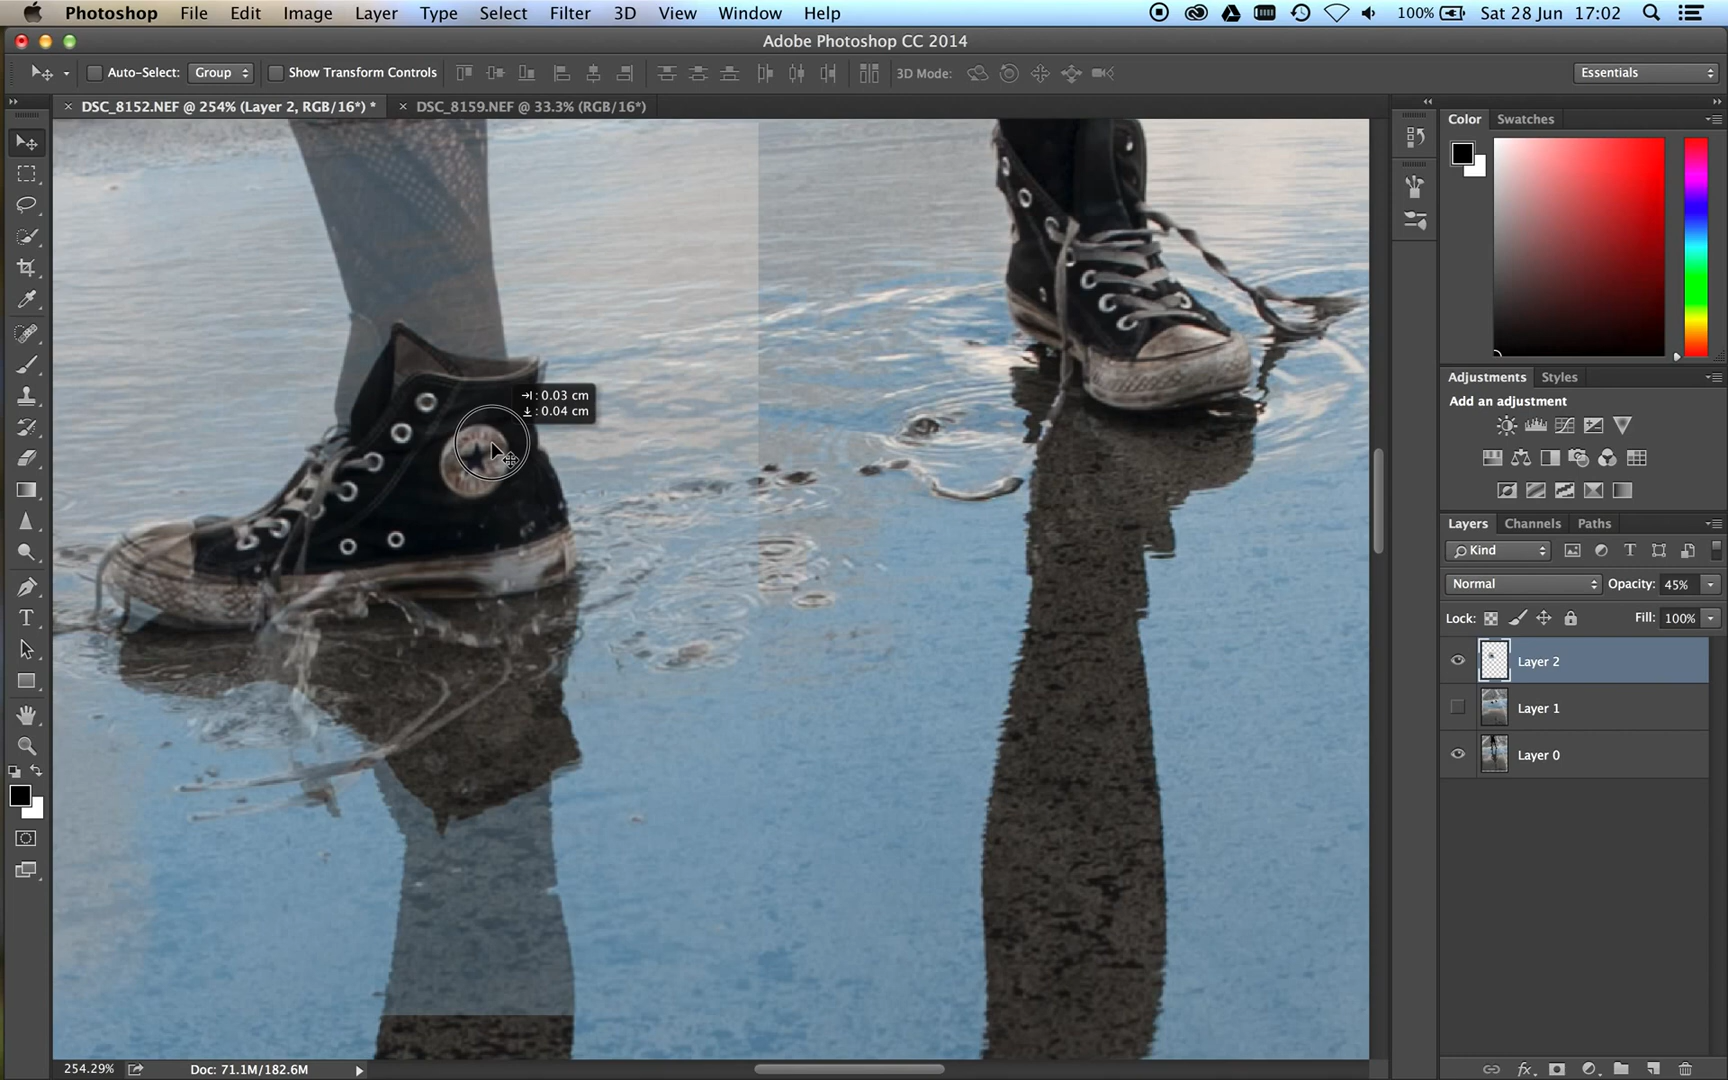 Photoshop File Edit Image Layer Type Select Filter 3D View Window Help 100% Sat 28 Jun 17:02
Adobe Photoshop CC 2014
Auto-Select: Group Show Transform Controls 3D Mode: Essentials
× DSC_8152.NEF @ 254% (Layer 2, RGB/16*) * × DSC_8159.NEF @ 33.3% (RGB/16*)
Color Swatches
Adjustments Styles
Add an adjustment
: 0.03 cm
: 0.04 cm
Layers Channels Paths
Kind
Normal Opacity: 45%
Lock: Fill: 100%
Layer 2
Layer 1
Layer 0
254.29% Doc: 71.1M/182.6M